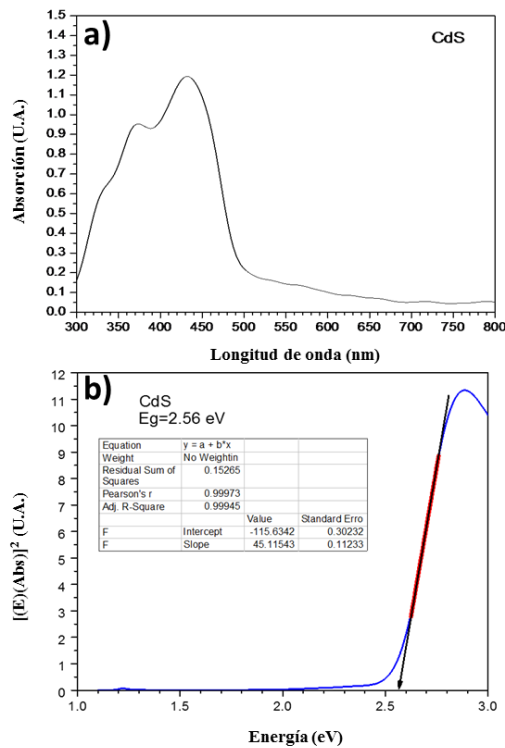 a)
CdS
1.5
1.4
1.3
1.2
1.1
1.0
0.9
0.8
0.7
0.6
0.5
0.4
0.3
0.2
0.1
0.0
Absorción (U.A.)
300 350 400 450 500 550 600 650 700 750 800
Longitud de onda (nm)
b)
CdS
Eg=2.56 eV
Equation y = a + b*x
Weight No Weightin
Residual Sum of Squares 0.15265
Pearson's r 0.99973
Adj. R-Square 0.99945
Value Standard Erro
F Intercept -115.6342 0.30232
F Slope 45.11543 0.11233
12
11
10
9
8
7
6
5
4
3
2
1
0
[(E)(Abs)]² (U.A.)
1.0 1.5 2.0 2.5 3.0
Energía (eV)